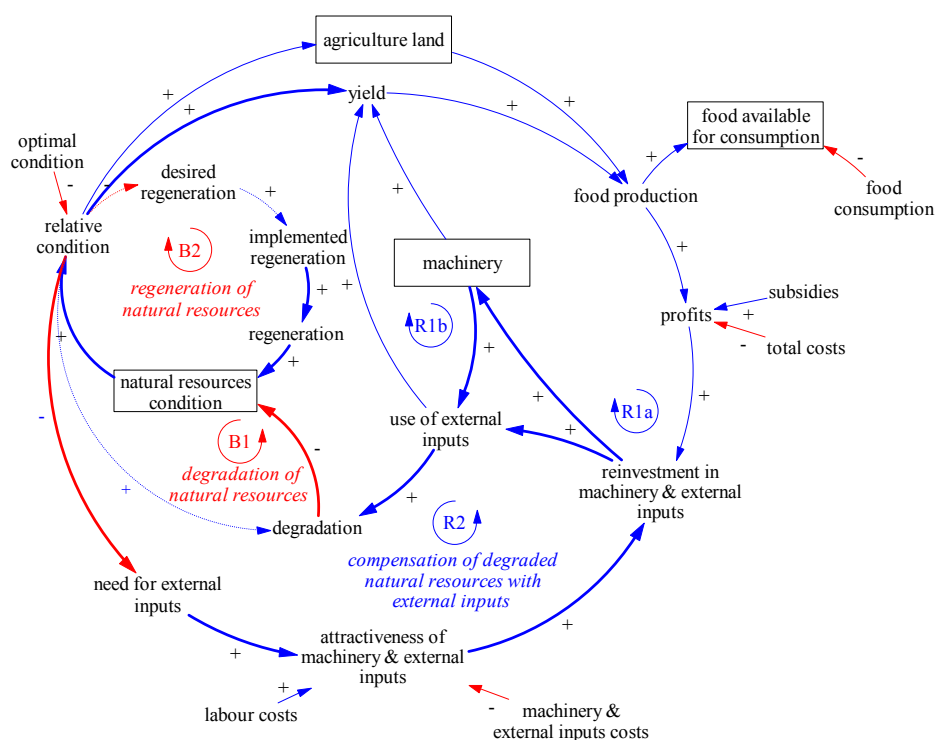 agriculture land
+
+
+
yield
+
food available
for consumption
optimal
condition
-
-
desired
regeneration
+
+
-
food
consumption
food production
relative
condition
implemented
regeneration
+
B2
regeneration of
natural resources
+
machinery
+
+
subsidies
profits
+
-
total costs
regeneration
+
R1b
+
+
natural resources
condition
-
+
R1a
+
use of external
inputs
+
B1
-
degradation of
natural resources
reinvestment in
machinery & external
inputs
+
+
degradation
R2
compensation of degraded
natural resources with
external inputs
need for external
inputs
+
attractiveness of
machinery & external
inputs
+
+
labour costs
-
machinery &
external inputs costs